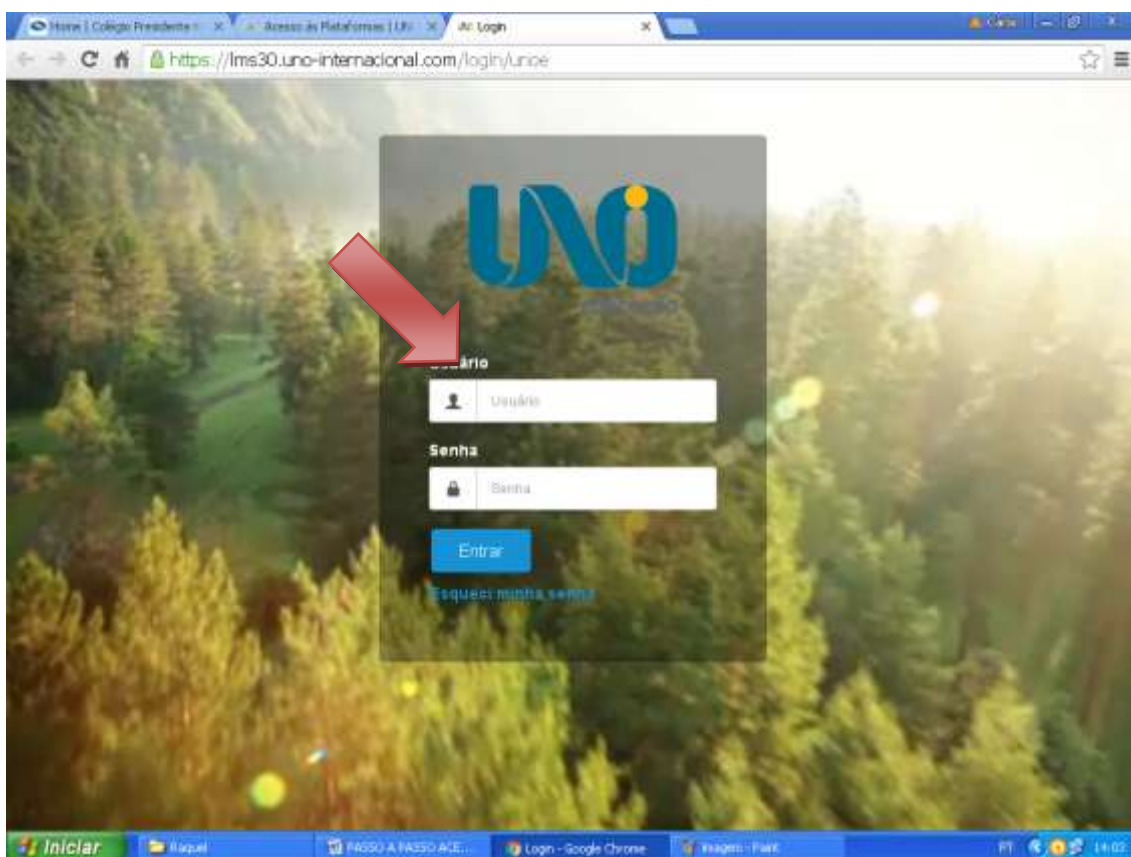 Home | Colégio Presidente
Acesso às Plataformas | UN
Login
https://lms30.uno-internacional.com/login/unoe
UNO
Usuário
Usuário
Senha
Senha
Entrar
Esqueci minha senha
Iniciar
Raquel
PASSO A PASSO ACE...
Login - Google Chrome
imagem - Paint
PT
14:03